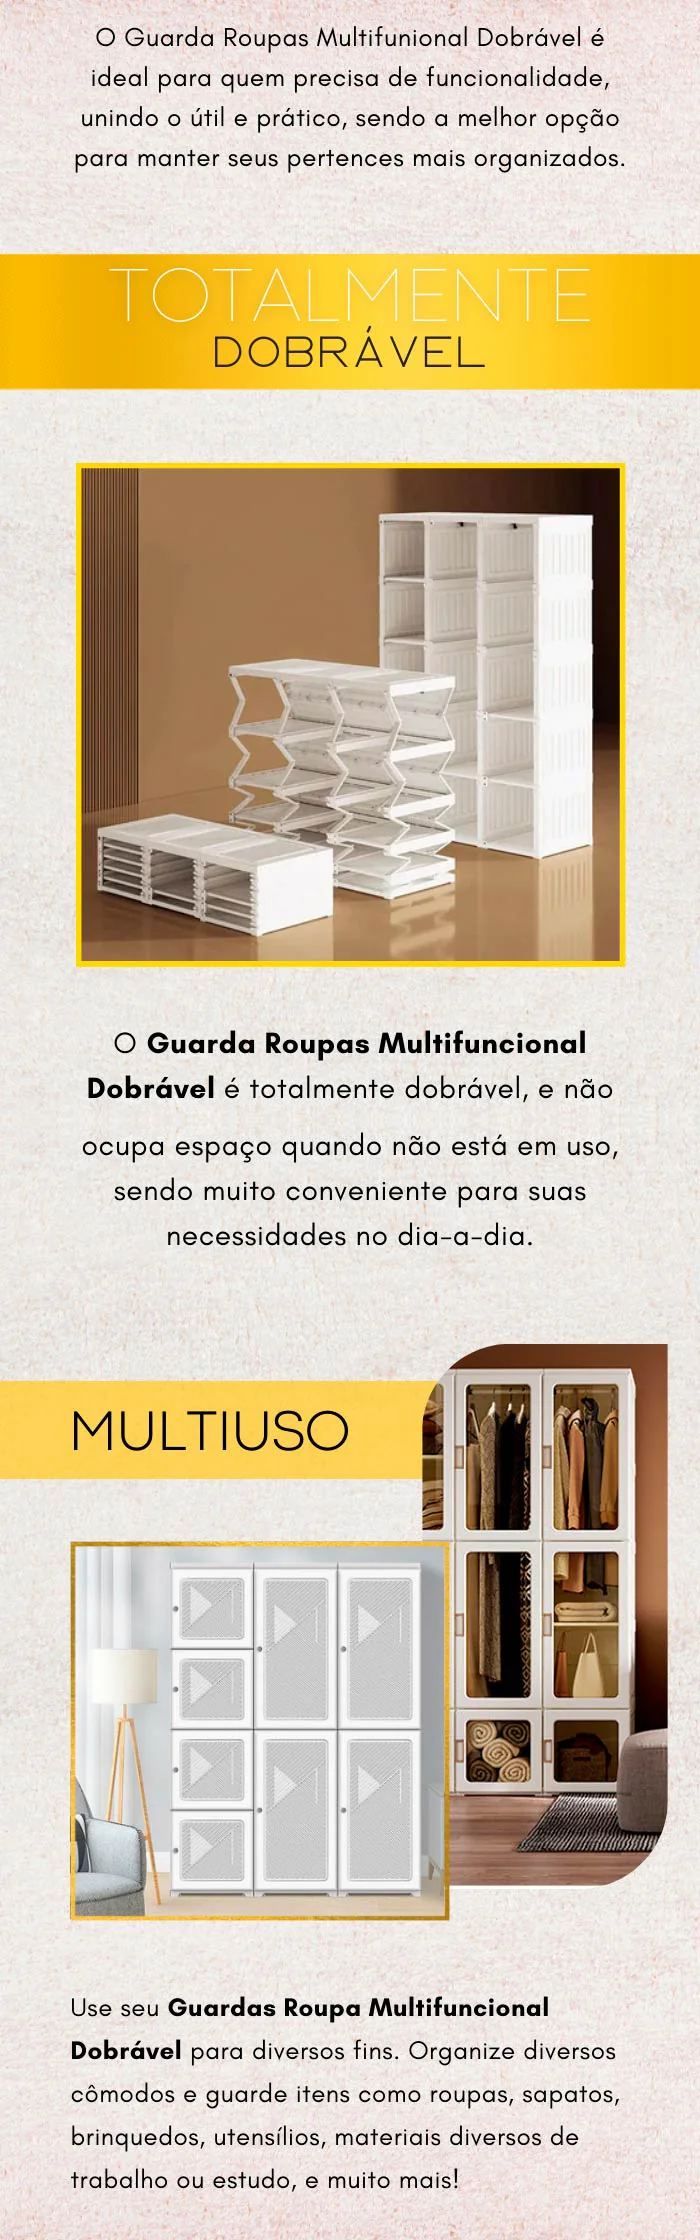 O Guarda Roupas Multifunional Dobrável é
ideal para quem precisa de funcionalidade,
unindo o útil e prático, sendo a melhor opção
para manter seus pertences mais organizados.
TOTALMENTE
DOBRÁVEL
O Guarda Roupas Multifuncional
Dobrável é totalmente dobrável, e não
ocupa espaço quando não está em uso,
sendo muito conveniente para suas
necessidades no dia-a-dia.
MULTIUSO
Use seu Guardas Roupa Multifuncional
Dobrável para diversos fins. Organize diversos
cômodos e guarde itens como roupas, sapatos,
brinquedos, utensílios, materiais diversos de
trabalho ou estudo, e muito mais!